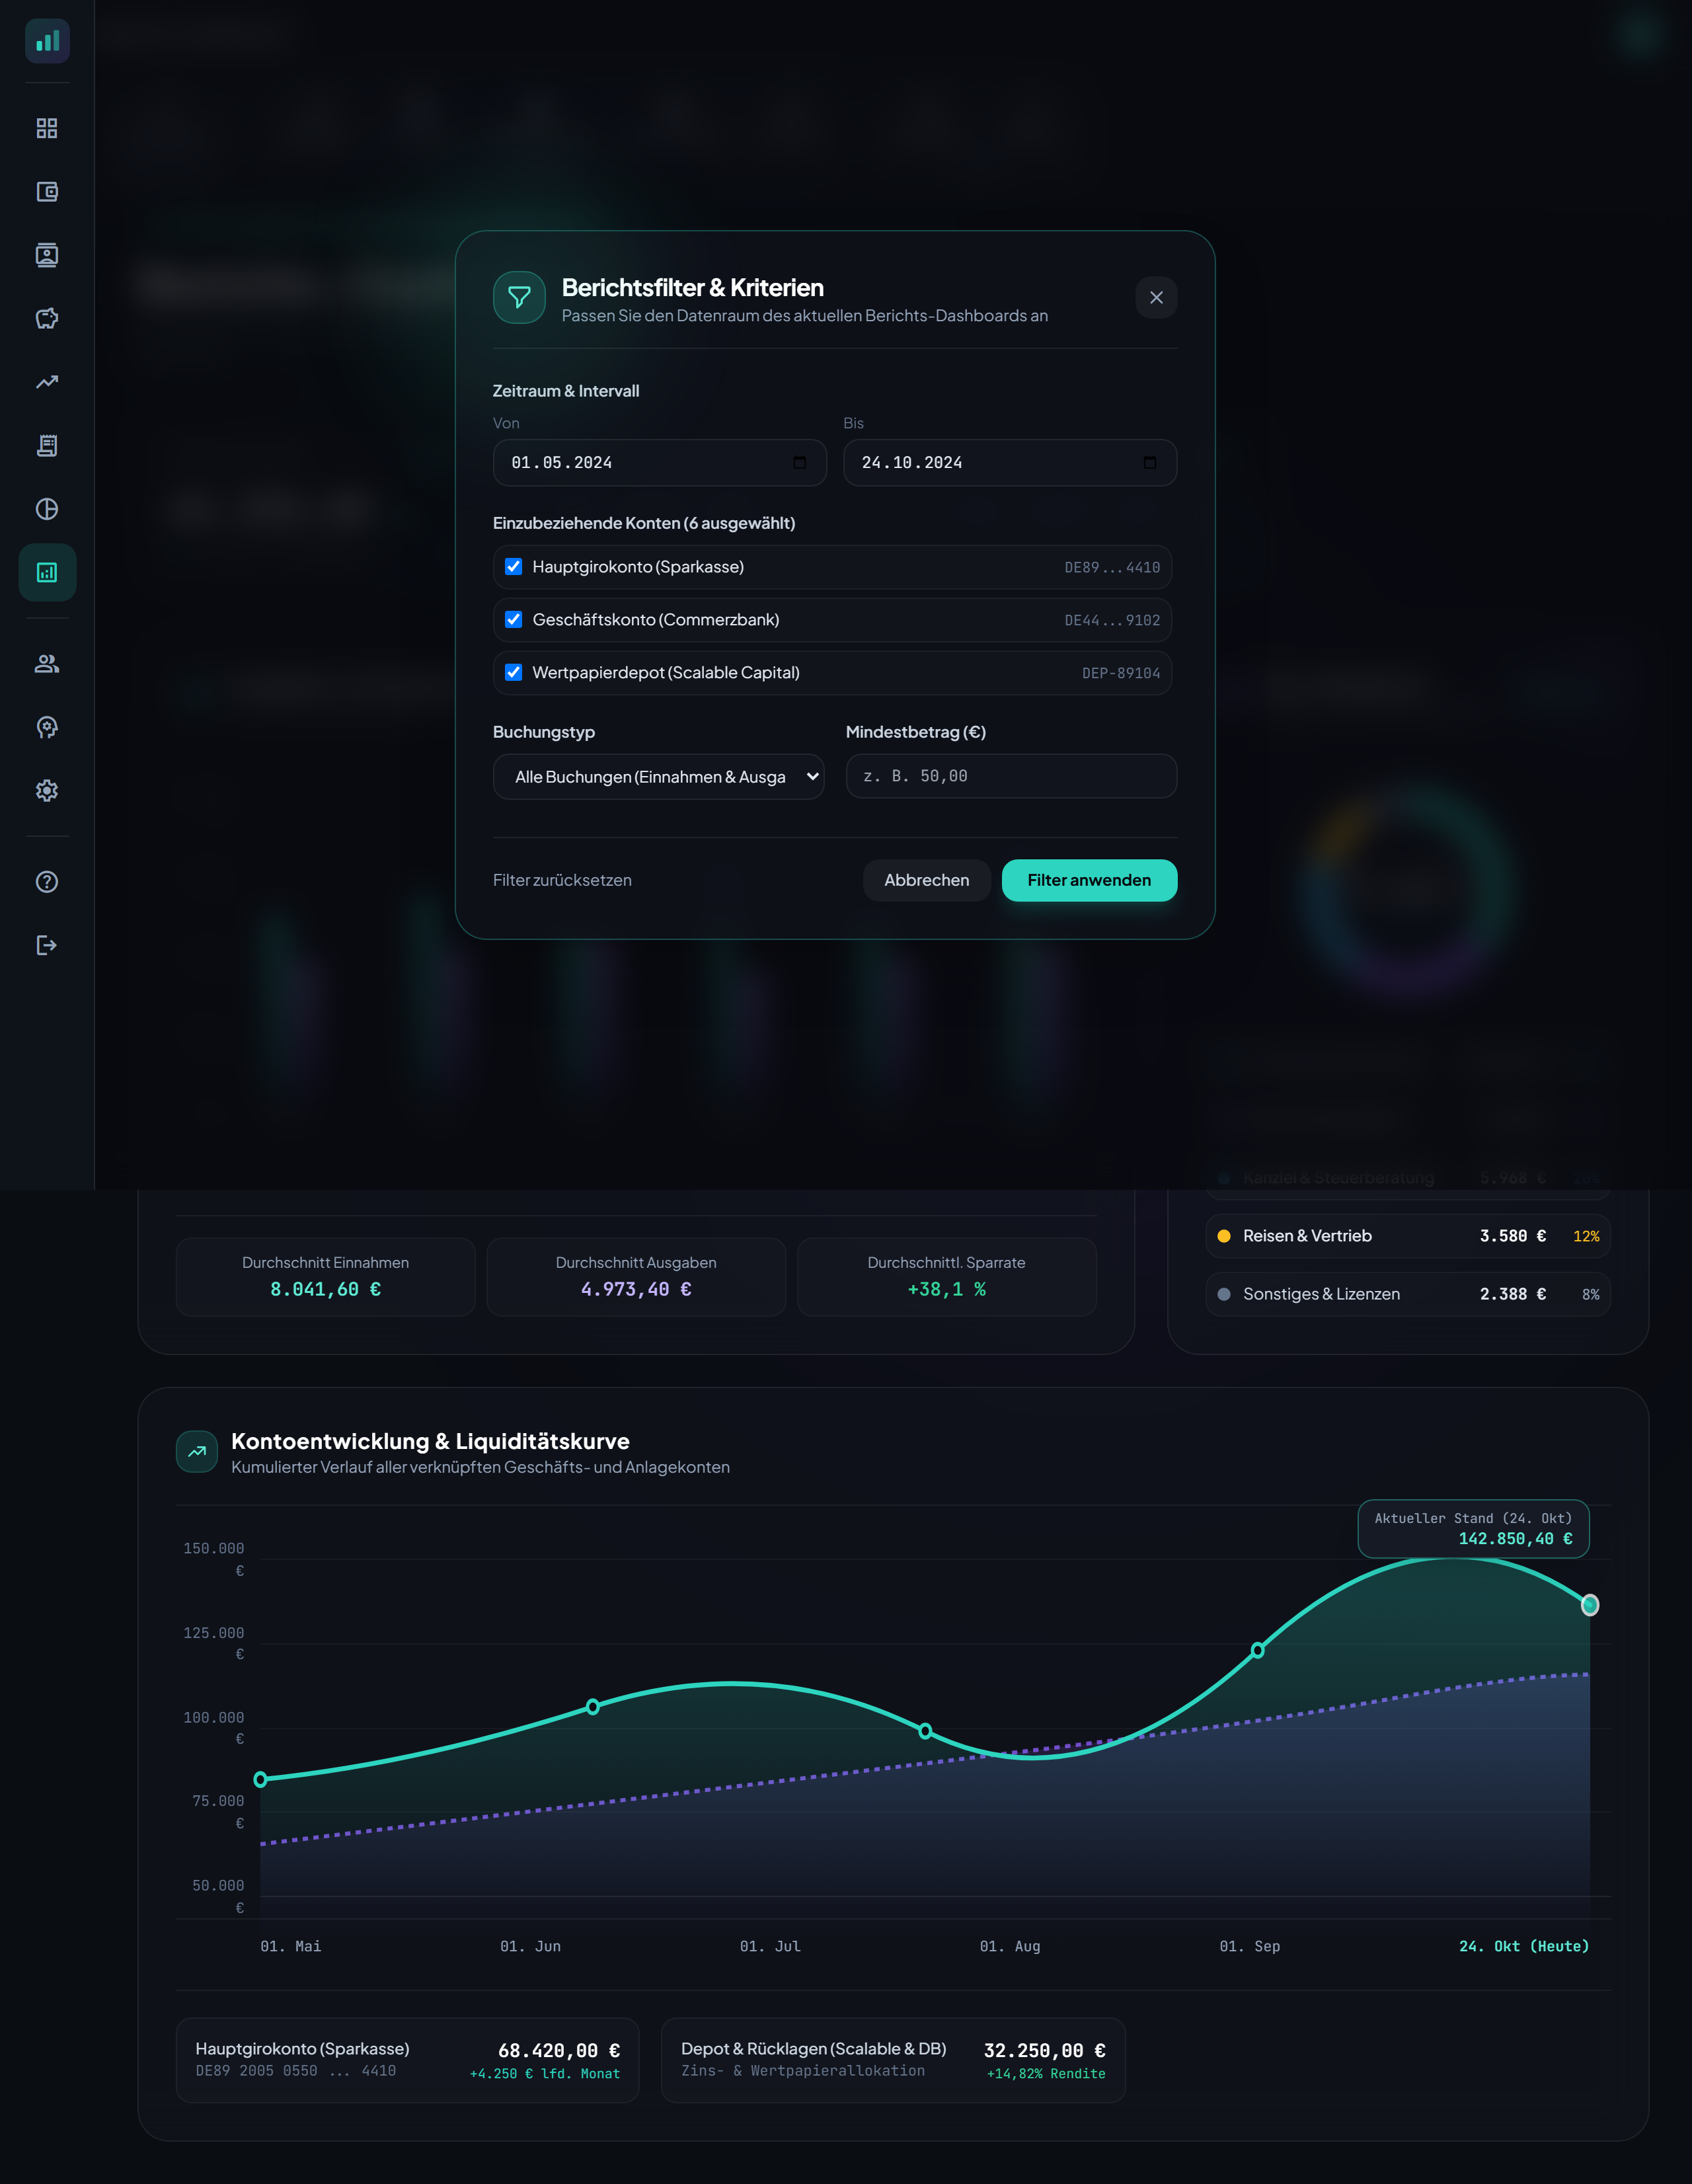 Berichtsfilter & Kriterien
Passen Sie den Datenraum des aktuellen Berichts-Dashboards an
Zeitraum & Intervall
Von
Bis
01.05.2024
24.10.2024
Einzubeziehende Konten (6 ausgewählt)
Hauptgirokonto (Sparkasse)
DE89...4410
Geschäftskonto (Commerzbank)
DE44...9102
Wertpapierdepot (Scalable Capital)
DEP-89104
Buchungstyp
Mindestbetrag (€)
Alle Buchungen (Einnahmen & Ausga
z. B. 50,00
Filter zurücksetzen
Abbrechen
Filter anwenden
Kanzlei & Steuerberatung
5.968 €
Durchschnitt Einnahmen
8.041,60 €
Durchschnitt Ausgaben
4.973,40 €
Durchschnittl. Sparrate
+38,1 %
Reisen & Vertrieb
3.580 €
12%
Sonstiges & Lizenzen
2.388 €
8%
Kontoentwicklung & Liquiditätskurve
Kumulierter Verlauf aller verknüpften Geschäfts- und Anlagekonten
Aktueller Stand (24. Okt)
142.850,40 €
150.000
€
125.000
€
100.000
€
75.000
€
50.000
€
01. Mai
01. Jun
01. Jul
01. Aug
01. Sep
24. Okt (Heute)
Hauptgirokonto (Sparkasse)
DE89 2005 0550 ... 4410
68.420,00 €
+4.250 € lfd. Monat
Depot & Rücklagen (Scalable & DB)
Zins- & Wertpapierallokation
32.250,00 €
+14,82% Rendite